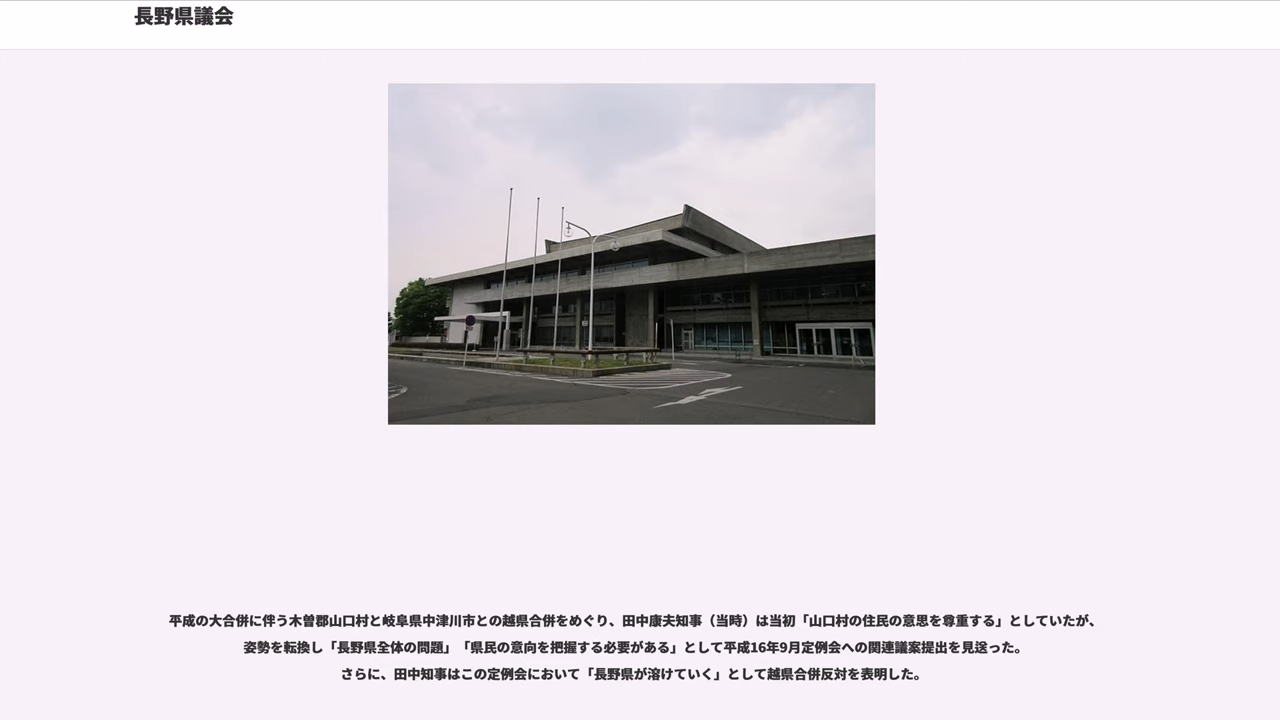 長野県議会
平成の大合併に伴う木曽郡山口村と岐阜県中津川市との越県合併をめぐり、田中康夫知事（当時）は当初「山口村の住民の意思を尊重する」としていたが、
姿勢を転換し「長野県全体の問題」「県民の意向を把握する必要がある」として平成16年9月定例会への関連議案提出を見送った。
さらに、田中知事はこの定例会において「長野県が溶けていく」として越県合併反対を表明した。